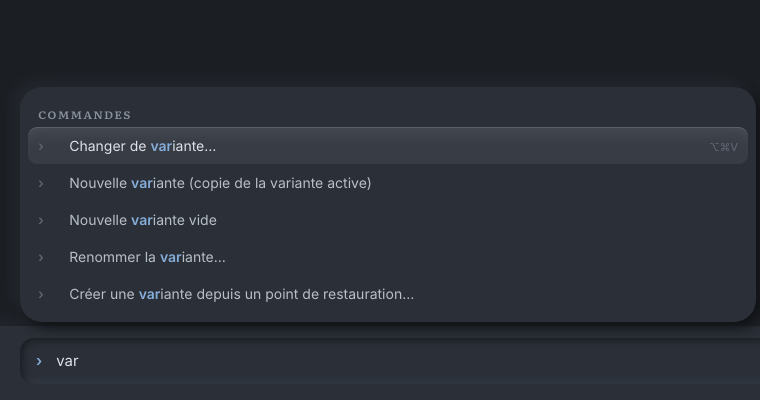 COMMANDES
› Changer de variante... ⌥⌘V
› Nouvelle variante (copie de la variante active)
› Nouvelle variante vide
› Renommer la variante...
› Créer une variante depuis un point de restauration...
› var